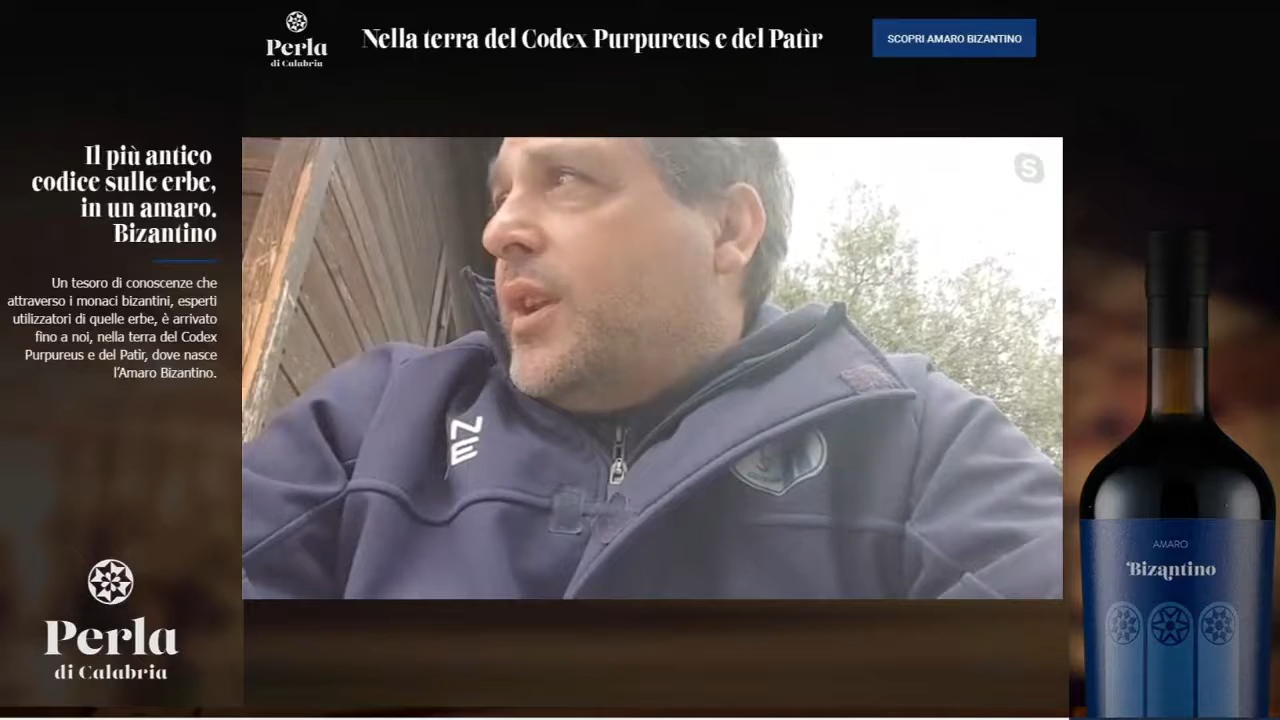 Perla
di Calabria
Nella terra del Codex Purpureus e del Patìr
SCOPRI AMARO BIZANTINO
Il più antico
codice sulle erbe,
in un amaro.
Bizantino
Un tesoro di conoscenze che
attraverso i monaci bizantini, esperti
utilizzatori di quelle erbe, è arrivato
fino a noi, nella terra del Codex
Purpureus e del Patìr, dove nasce
l'Amaro Bizantino.
Perla
di Calabria
S
NE
AMARO
Bizantino